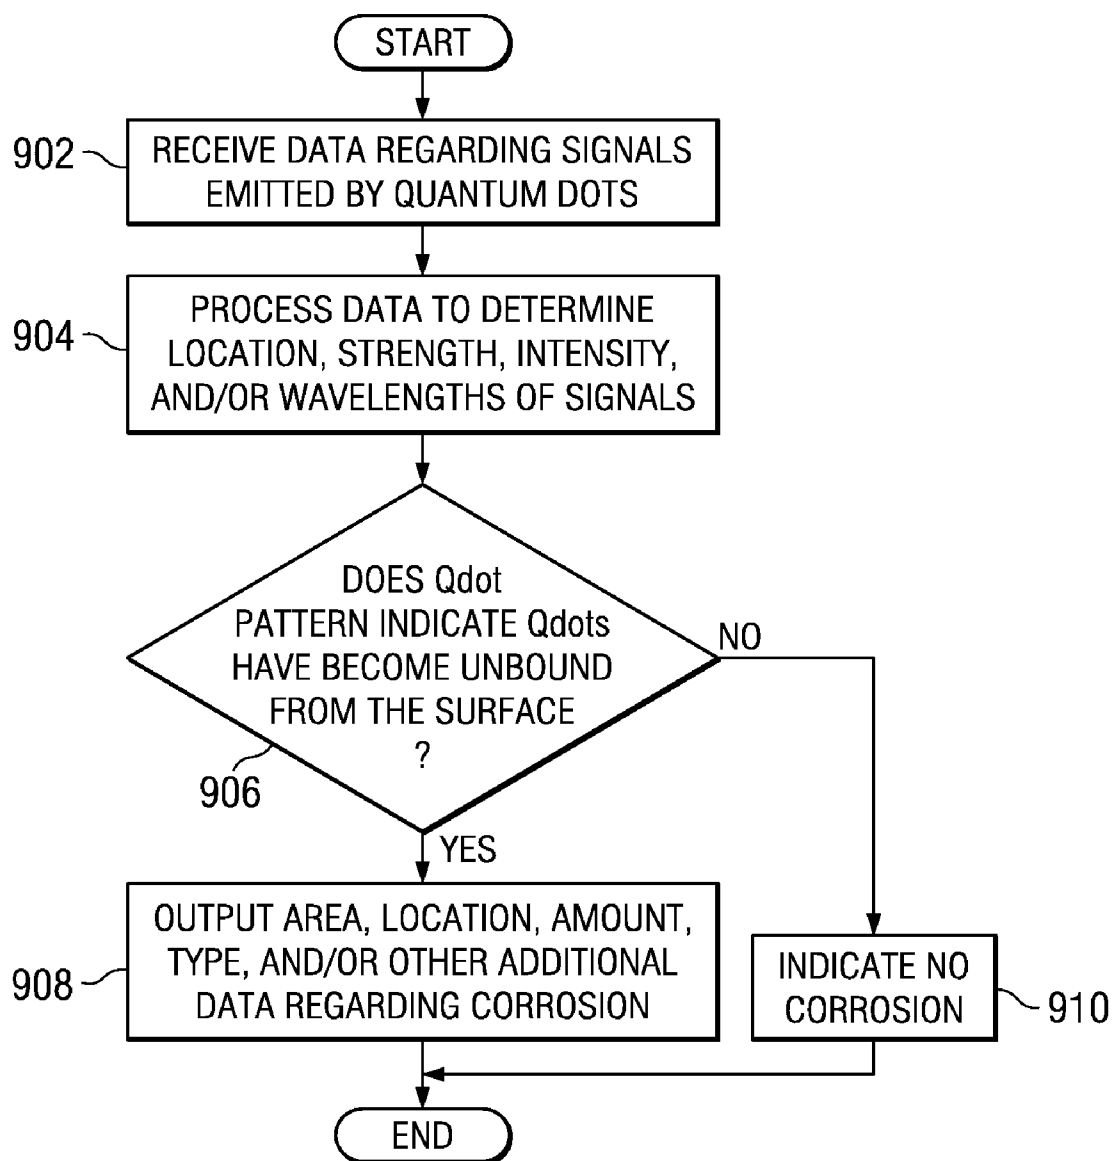 START
902
RECEIVE DATA REGARDING SIGNALS
EMITTED BY QUANTUM DOTS
904
PROCESS DATA TO DETERMINE
LOCATION, STRENGTH, INTENSITY,
AND/OR WAVELENGTHS OF SIGNALS
DOES Qdot
PATTERN INDICATE Qdots
HAVE BECOME UNBOUND
FROM THE SURFACE
?
906
NO
YES
908
OUTPUT AREA, LOCATION, AMOUNT,
TYPE, AND/OR OTHER ADDITIONAL
DATA REGARDING CORROSION
INDICATE NO
CORROSION
910
END